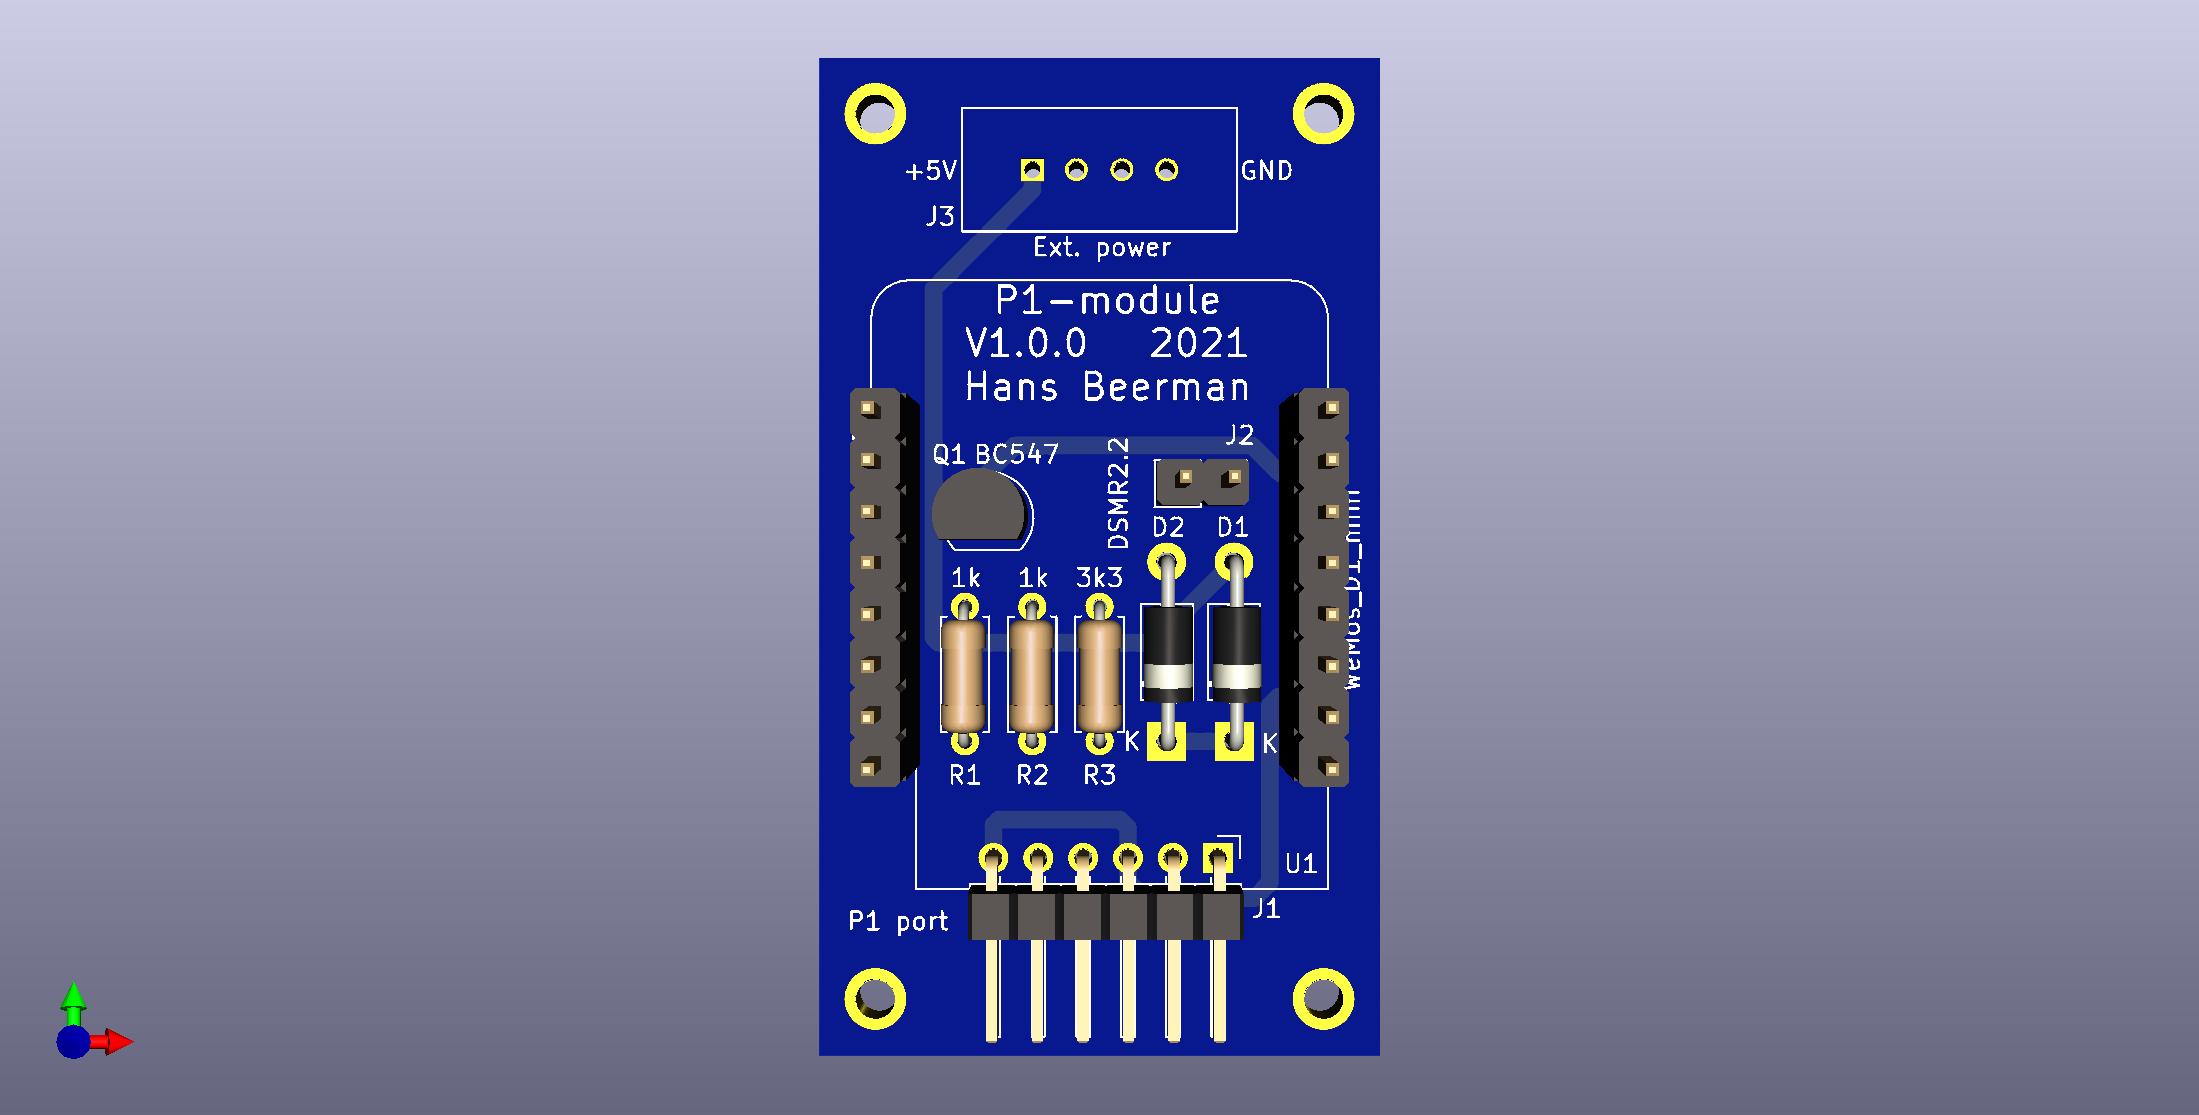 +5V
GND
J3
Ext. power
P1-module
V1.0.0 2021
Hans Beerman
J2
Q1 BC547
DSMR2.2
D2 D1
1k 1k 3k3
WeMos_D1_mini
K K
R1 R2 R3
U1
J1
P1 port